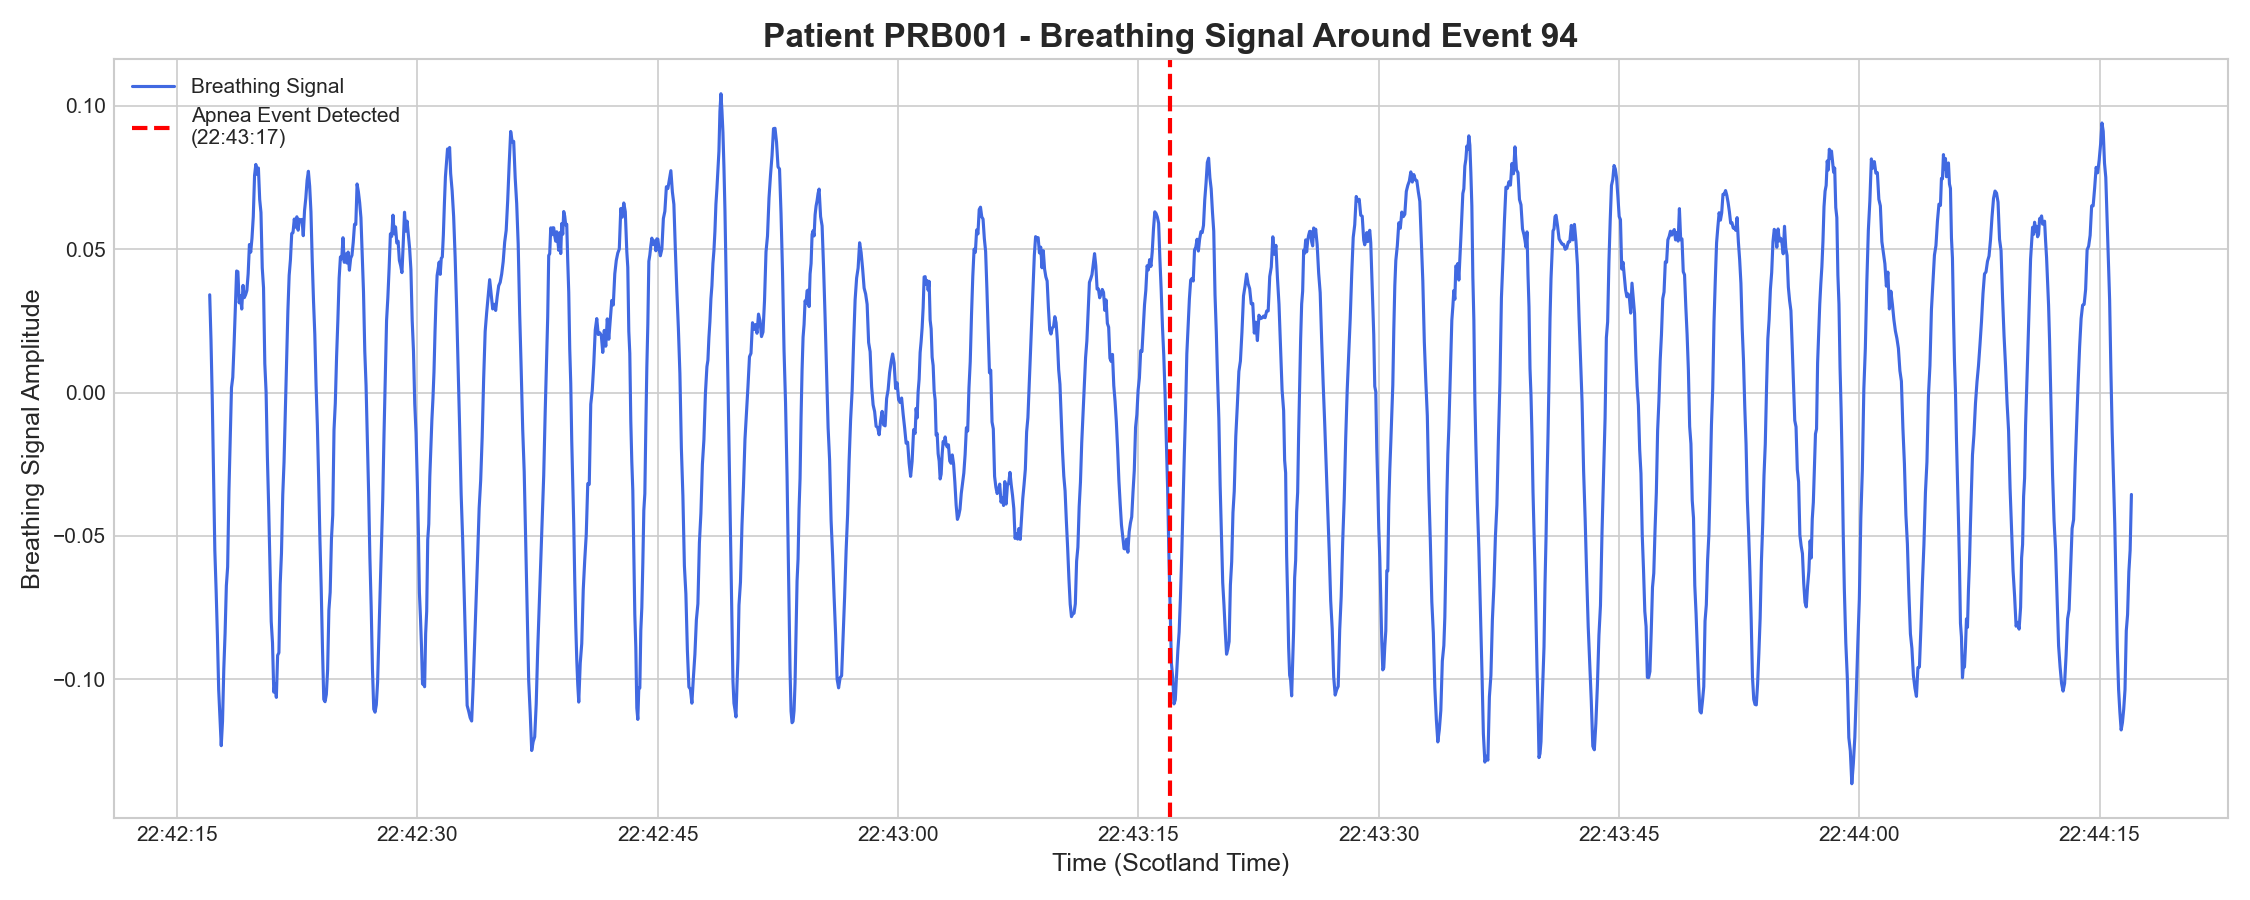 Patient PRB001 - Breathing Signal Around Event 94
Breathing Signal
Apnea Event Detected
(22:43:17)
Breathing Signal Amplitude
0.10
0.05
0.00
−0.05
−0.10
22:42:15 22:42:30 22:42:45 22:43:00 22:43:15 22:43:30 22:43:45 22:44:00 22:44:15
Time (Scotland Time)